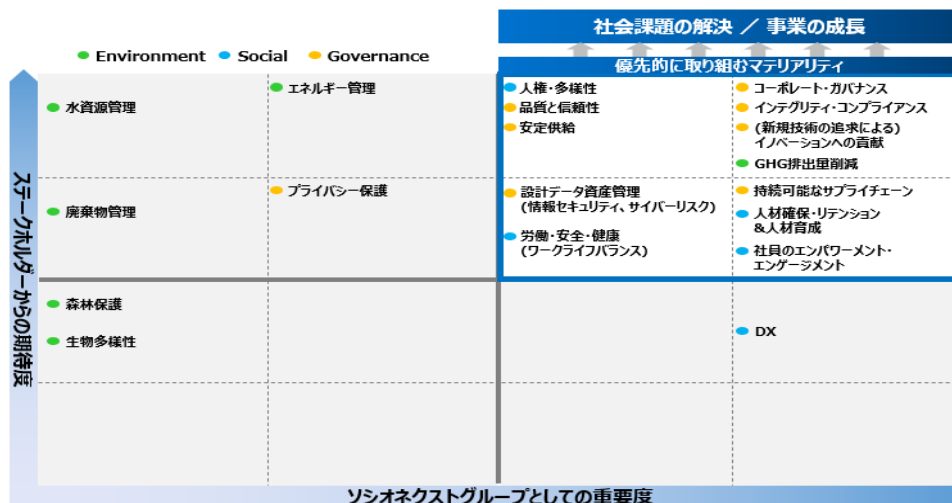 社会課題の解決 ／ 事業の成長
Environment Social Governance
優先的に取り組むマテリアリティ
ステークホルダーからの期待度
水資源管理
エネルギー管理
人権・多様性
品質と信頼性
安定供給
コーポレート・ガバナンス
インテグリティ・コンプライアンス
(新規技術の追求による)
イノベーションへの貢献
GHG排出量削減
廃棄物管理
プライバシー保護
設計データ資産管理
(情報セキュリティ、サイバーリスク)
労働・安全・健康
(ワークライフバランス)
持続可能なサプライチェーン
人材確保・リテンション
&人材育成
社員のエンパワーメント・
エンゲージメント
森林保護
生物多様性
DX
ソシオネクストグループとしての重要度